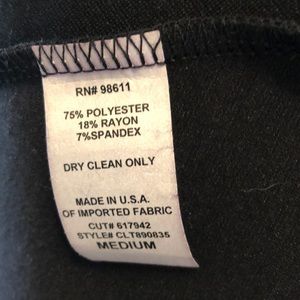 RN# 98611
75% POLYESTER
18% RAYON
7%SPANDEX
DRY CLEAN ONLY
MADE IN U.S.A.
OF IMPORTED FABRIC
CUT# 617942
STYLE# CLT890835
MEDIUM